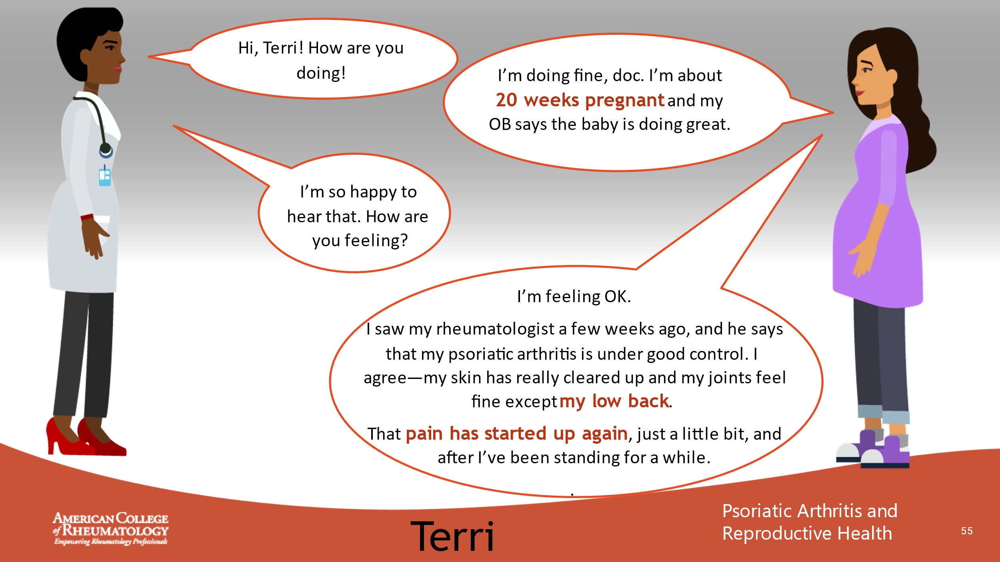 Hi, Terri! How are you
doing!
I’m doing fine, doc. I’m about
20 weeks pregnant and my
OB says the baby is doing great.
I’m so happy to
hear that. How are
you feeling?
I’m feeling OK.
I saw my rheumatologist a few weeks ago, and he says
that my psoriatic arthritis is under good control. I
agree—my skin has really cleared up and my joints feel
fine except my low back.
That pain has started up again, just a little bit, and
after I’ve been standing for a while.
.
AMERICAN COLLEGE
of RHEUMATOLOGY
Empowering Rheumatology Professionals
Terri
Psoriatic Arthritis and
Reproductive Health
55